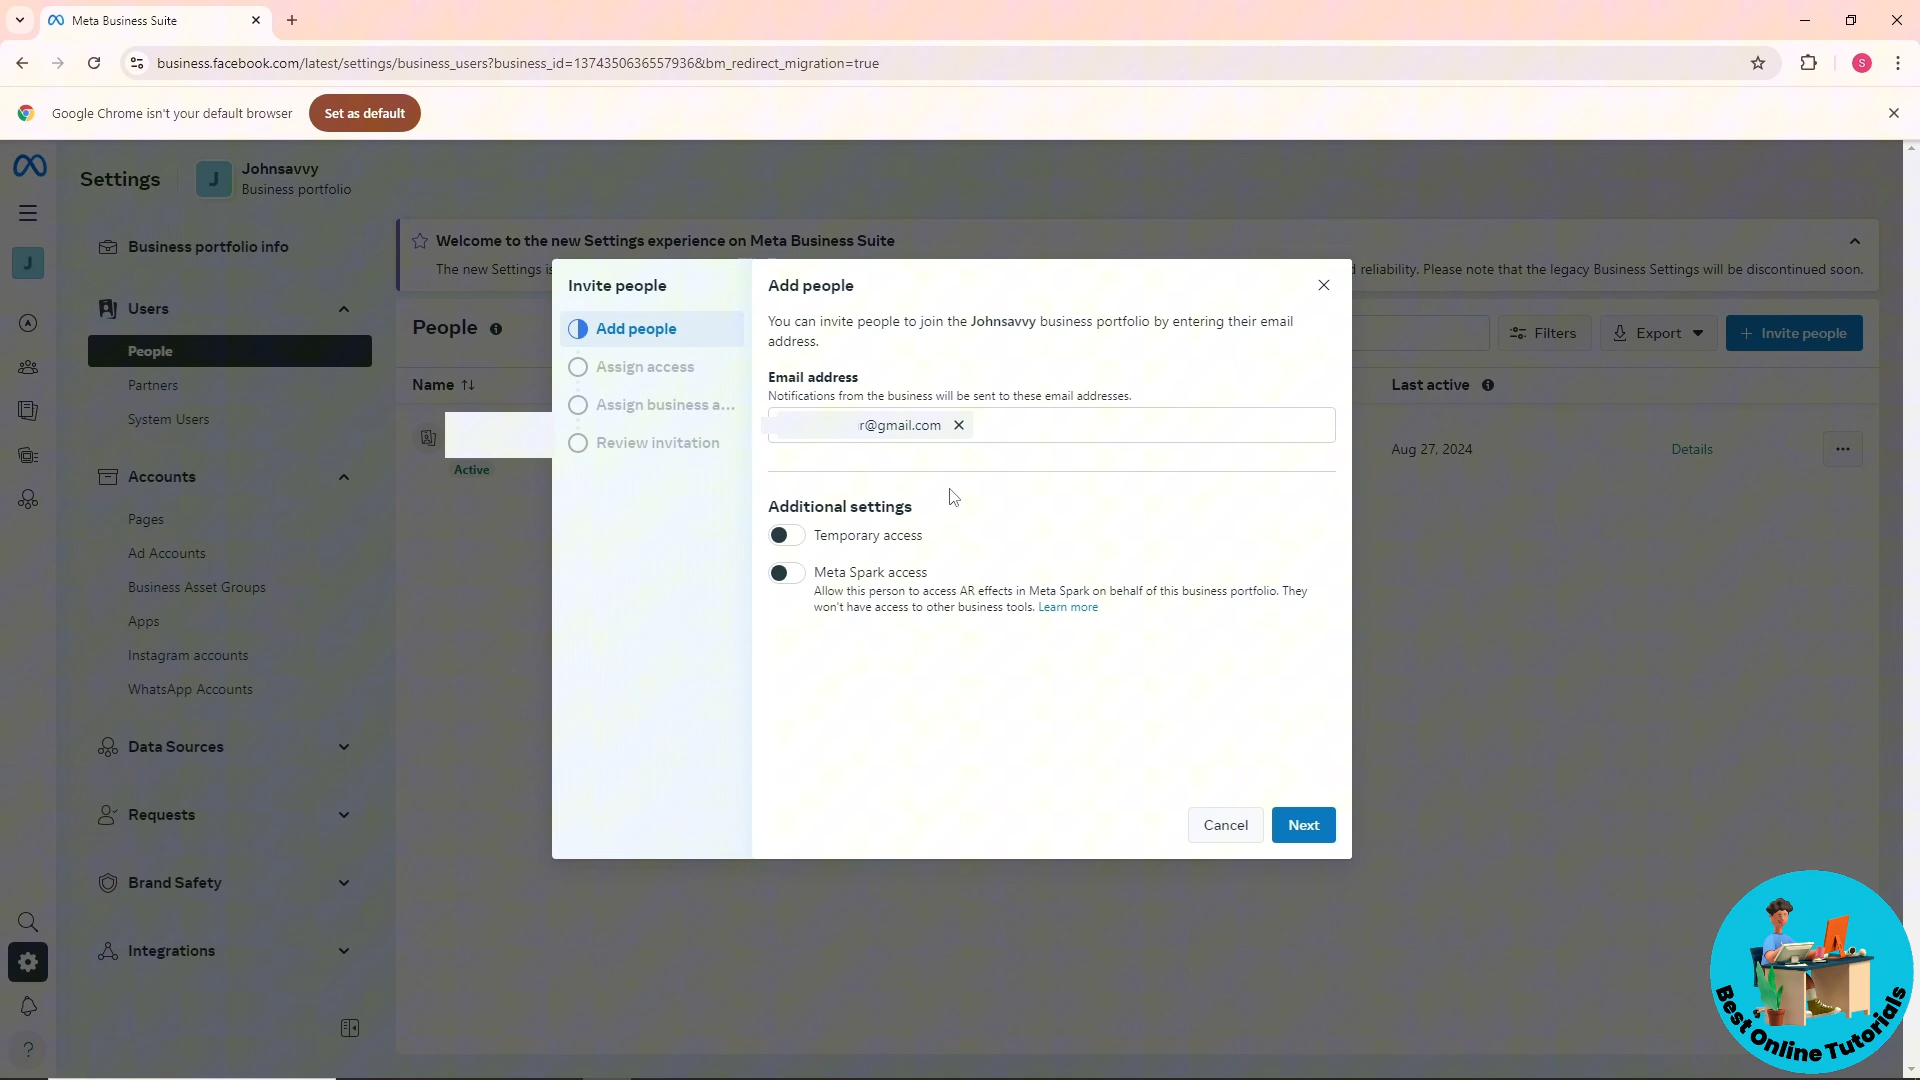 Meta Business Suite
business.facebook.com/latest/settings/business_users?business_id=1374350636557936&bm_redirect_migration=true
S
Google Chrome isn't your default browser
Set as default
Settings
J
Johnsavvy
Business portfolio
J
Business portfolio info
Users
People
Partners
System Users
Accounts
Pages
Ad Accounts
Business Asset Groups
Apps
Instagram accounts
WhatsApp Accounts
Data Sources
Requests
Brand Safety
Integrations
Welcome to the new Settings experience on Meta Business Suite
The new Settings is
reliability. Please note that the legacy Business Settings will be discontinued soon.
People
Filters
Export
Invite people
Name
Last active
Active
Aug 27, 2024
Details
Invite people
Add people
Assign access
Assign business a...
Review invitation
Add people
You can invite people to join the Johnsavvy business portfolio by entering their email
address.
Email address
Notifications from the business will be sent to these email addresses.
r@gmail.com
Additional settings
Temporary access
Meta Spark access
Allow this person to access AR effects in Meta Spark on behalf of this business portfolio. They
won't have access to other business tools. Learn more
Cancel
Next
Best Online Tutorials